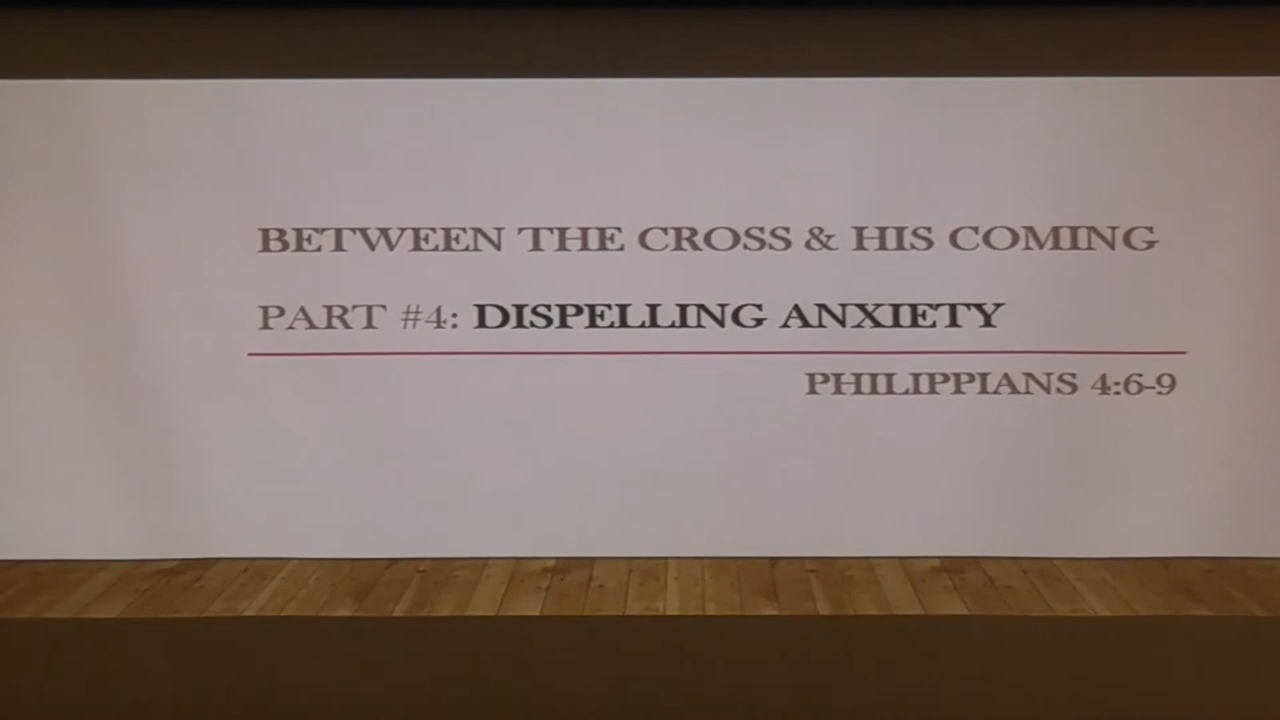 BETWEEN THE CROSS & HIS COMING
PART #4: DISPELLING ANXIETY
PHILIPPIANS 4:6-9